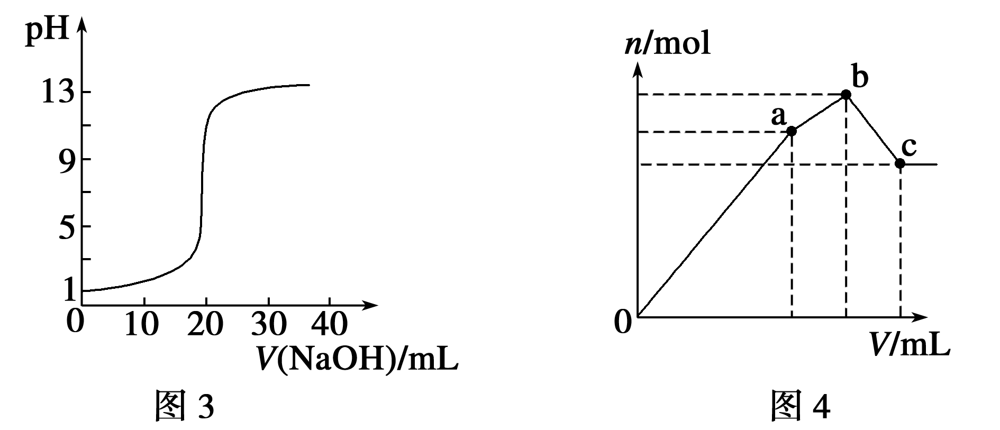 pH
13
9
5
1
0
10
20
30
40
V(NaOH)/mL
图 3
n/mol
b
a
c
0
V/mL
图 4